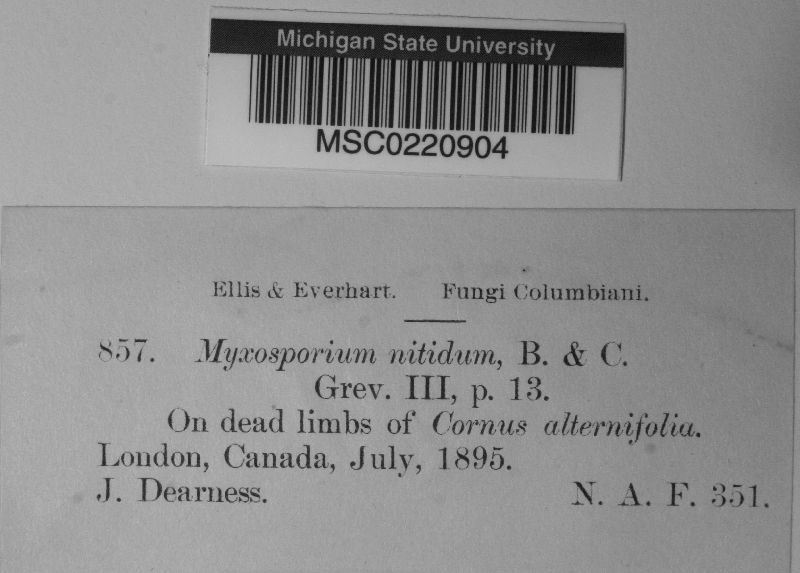 Michigan State University
MSC0220904
Ellis & Everhart. Fungi Columbiani.
857. Myxosporium nitidum, B. & C.
Grev. III, p. 13.
On dead limbs of Cornus alternifolia.
London, Canada, July, 1895.
J. Dearness. N. A. F. 351.